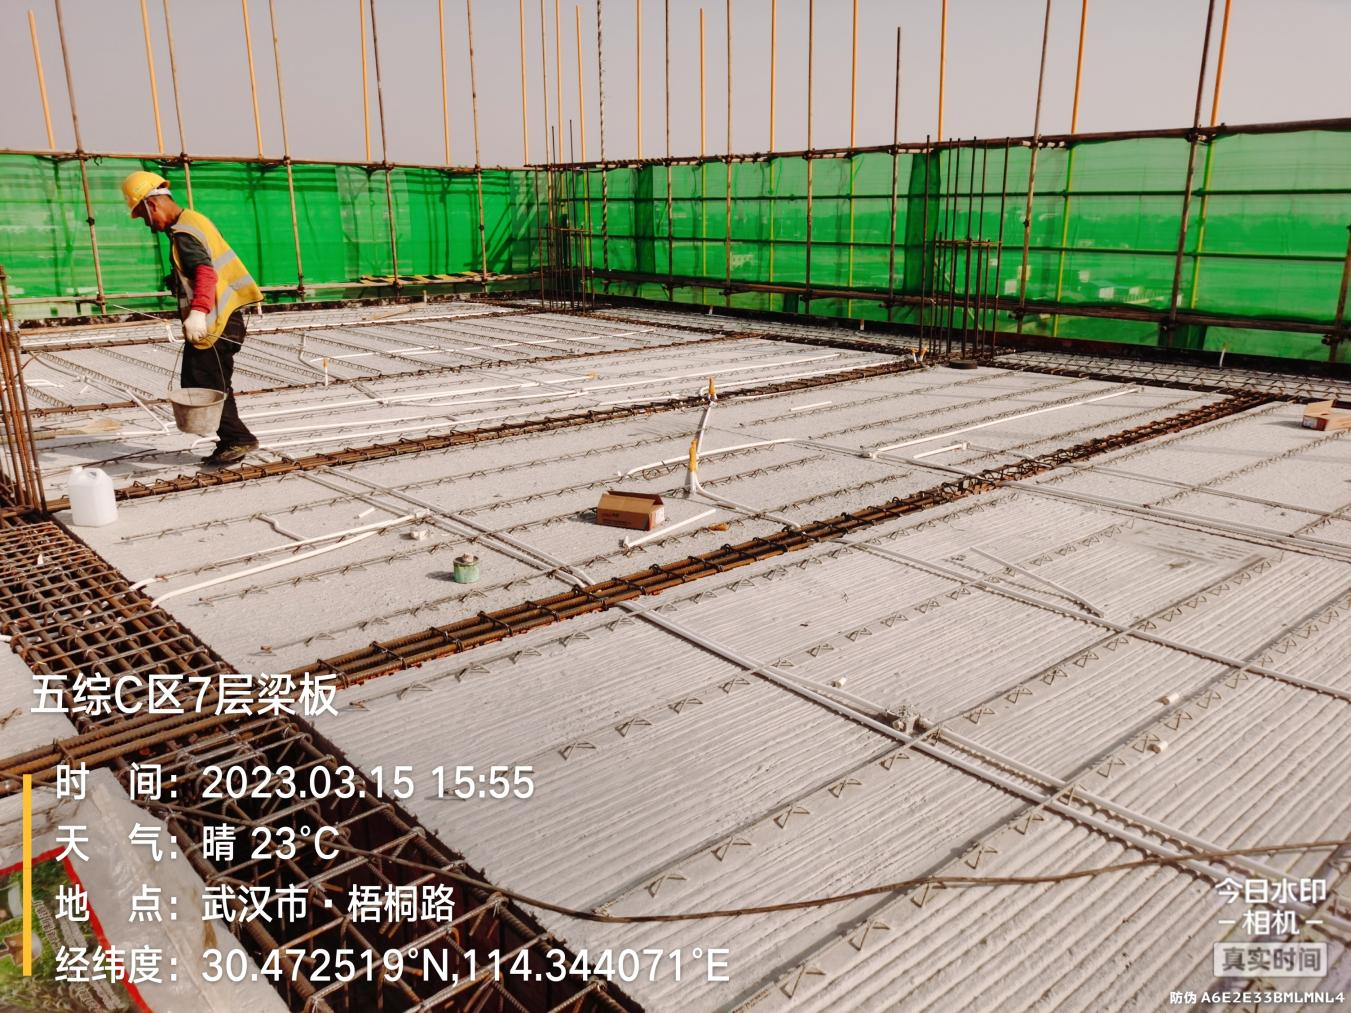 五综C区7层梁板
时 间：2023.03.15 15:55
天 气：晴 23℃
地 点：武汉市·梧桐路
经纬度：30.472519°N,114.344071°E
今日水印
相机
真实时间
防伪 A6E2E33BMLMNL4